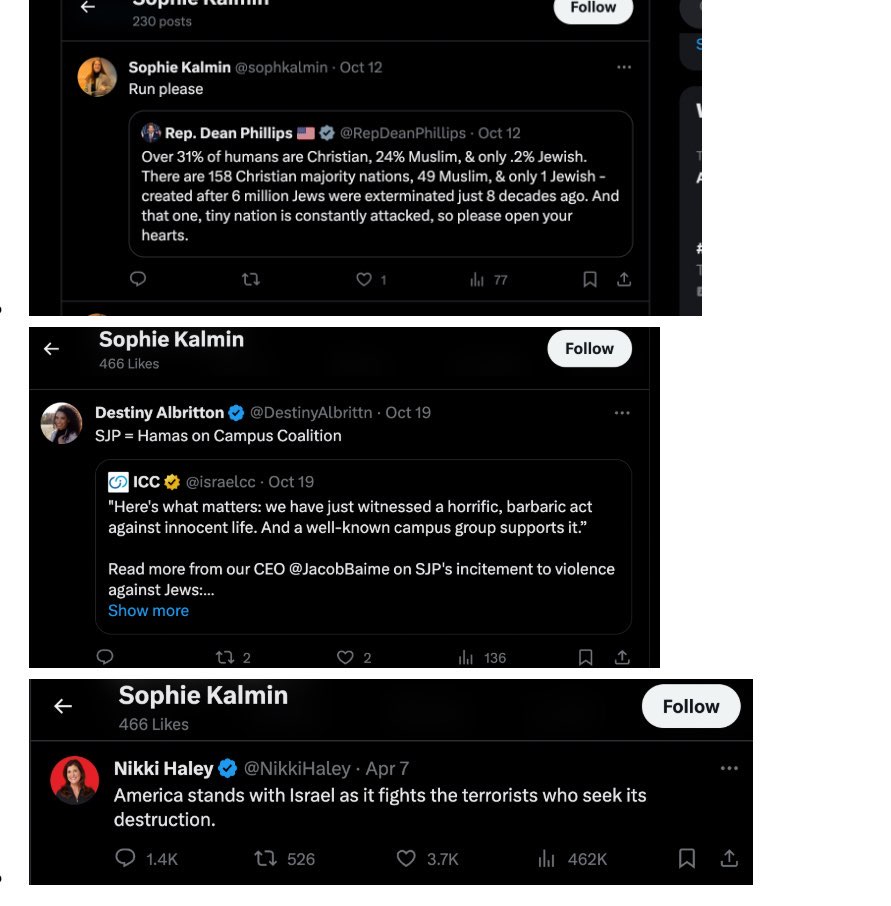 Sophie Kalmin
230 posts
Follow
Sophie Kalmin @sophkalmin · Oct 12
Run please
Rep. Dean Phillips 🇺🇸 @RepDeanPhillips · Oct 12
Over 31% of humans are Christian, 24% Muslim, & only .2% Jewish.
There are 158 Christian majority nations, 49 Muslim, & only 1 Jewish -
created after 6 million Jews were exterminated just 8 decades ago. And
that one, tiny nation is constantly attacked, so please open your
hearts.
1 77
Sophie Kalmin
466 Likes
Follow
Destiny Albritton @DestinyAlbrittn · Oct 19
SJP = Hamas on Campus Coalition
ICC @israelcc · Oct 19
"Here's what matters: we have just witnessed a horrific, barbaric act
against innocent life. And a well-known campus group supports it.”
Read more from our CEO @JacobBaime on SJP's incitement to violence
against Jews:...
Show more
2 2 136
Sophie Kalmin
466 Likes
Follow
Nikki Haley @NikkiHaley · Apr 7
America stands with Israel as it fights the terrorists who seek its
destruction.
1.4K 526 3.7K 462K